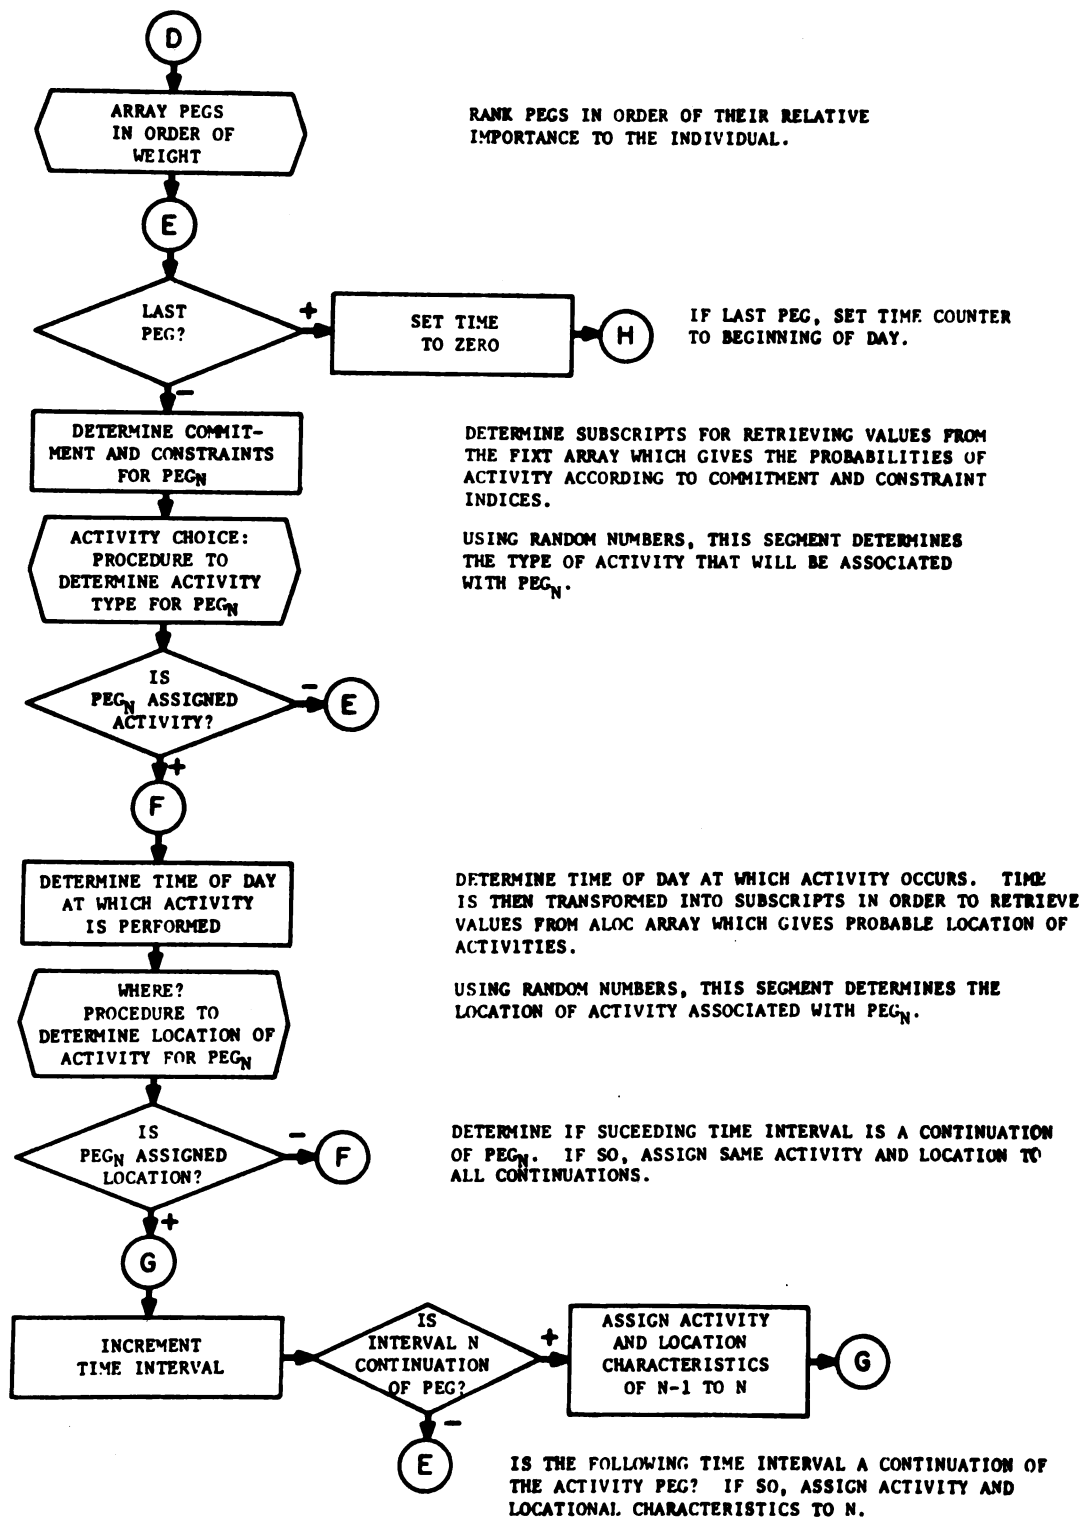 D
ARRAY PEGS
IN ORDER OF
WEIGHT
RANK PEGS IN ORDER OF THEIR RELATIVE
IMPORTANCE TO THE INDIVIDUAL.
E
LAST
PEG?
+
SET TIME
TO ZERO
H
IF LAST PEG, SET TIME COUNTER
TO BEGINNING OF DAY.
-
DETERMINE COMMIT-
MENT AND CONSTRAINTS
FOR PEGN
DETERMINE SUBSCRIPTS FOR RETRIEVING VALUES FROM
THE FIXT ARRAY WHICH GIVES THE PROBABILITIES OF
ACTIVITY ACCORDING TO COMMITMENT AND CONSTRAINT
INDICES.
ACTIVITY CHOICE:
PROCEDURE TO
DETERMINE ACTIVITY
TYPE FOR PEGN
USING RANDOM NUMBERS, THIS SEGMENT DETERMINES
THE TYPE OF ACTIVITY THAT WILL BE ASSOCIATED
WITH PEGN.
IS
PEGN ASSIGNED
ACTIVITY?
-
E
+
F
DETERMINE TIME OF DAY
AT WHICH ACTIVITY
IS PERFORMED
DETERMINE TIME OF DAY AT WHICH ACTIVITY OCCURS. TIME
IS THEN TRANSFORMED INTO SUBSCRIPTS IN ORDER TO RETRIEVE
VALUES FROM ALOC ARRAY WHICH GIVES PROBABLE LOCATION OF
ACTIVITIES.
WHERE?
PROCEDURE TO
DETERMINE LOCATION OF
ACTIVITY FOR PEGN
USING RANDOM NUMBERS, THIS SEGMENT DETERMINES THE
LOCATION OF ACTIVITY ASSOCIATED WITH PEGN.
IS
PEGN ASSIGNED
LOCATION?
-
F
DETERMINE IF SUCEEDING TIME INTERVAL IS A CONTINUATION
OF PEGN. IF SO, ASSIGN SAME ACTIVITY AND LOCATION TO
ALL CONTINUATIONS.
+
G
INCREMENT
TIME INTERVAL
IS
INTERVAL N
CONTINUATION
OF PEG?
+
ASSIGN ACTIVITY
AND LOCATION
CHARACTERISTICS
OF N-1 TO N
G
-
E
IS THE FOLLOWING TIME INTERVAL A CONTINUATION OF
THE ACTIVITY PEG? IF SO, ASSIGN ACTIVITY AND
LOCATIONAL CHARACTERISTICS TO N.